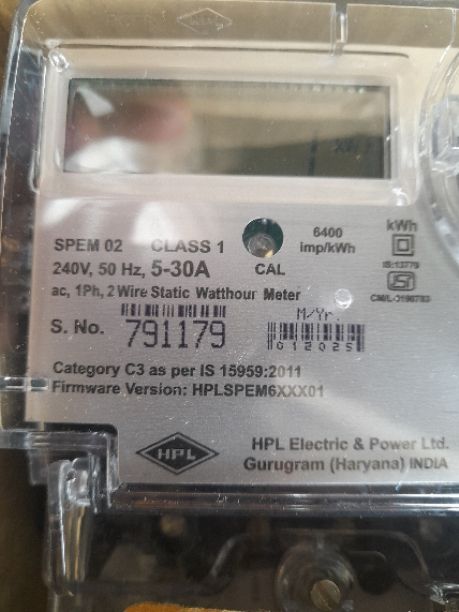 SPEM 02 CLASS 1
6400
imp/kWh
kWh
240V, 50 Hz, 5-30A
CAL
IS:13779
ac, 1Ph, 2 Wire Static Watthour Meter
M/Yr.
S. No. 791179
012025
Category C3 as per IS 15959:2011
Firmware Version: HPLSPEM6XXX01
HPL
HPL Electric & Power Ltd.
Gurugram (Haryana) INDIA